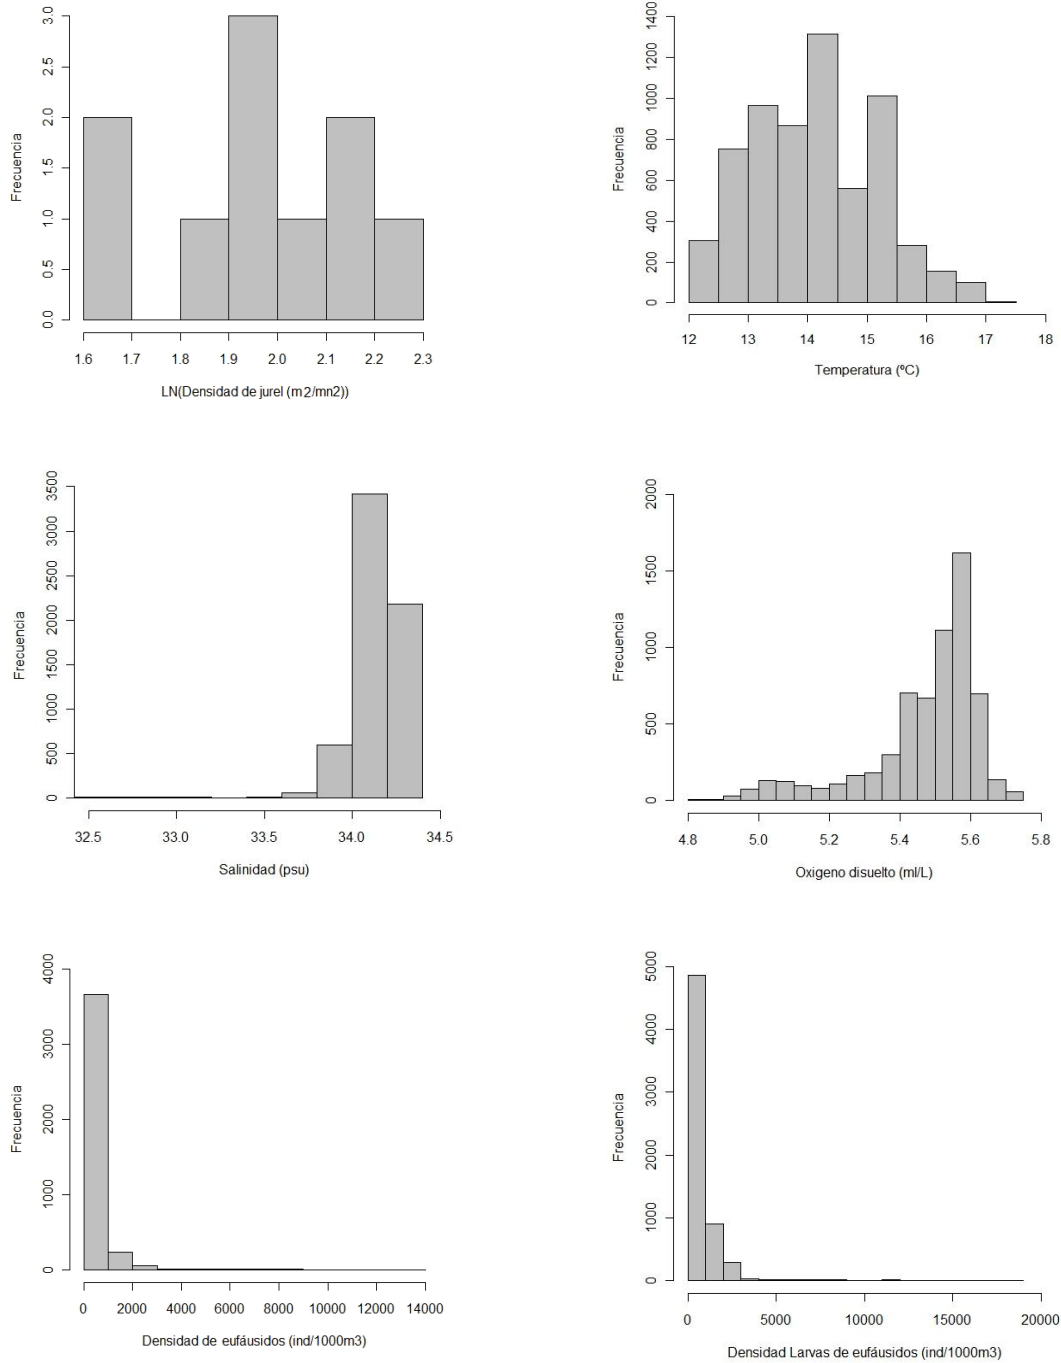 Frecuencia
3.0
2.5
2.0
1.5
1.0
0.5
0.0
1.6 1.7 1.8 1.9 2.0 2.1 2.2 2.3
LN(Densidad de jurel (m2/mn2))
Frecuencia
1400
1200
1000
800
600
400
200
0
12 13 14 15 16 17 18
Temperatura (ºC)
Frecuencia
3500
3000
2500
2000
1500
1000
500
0
32.5 33.0 33.5 34.0 34.5
Salinidad (psu)
Frecuencia
2000
1500
1000
500
0
4.8 5.0 5.2 5.4 5.6 5.8
Oxigeno disuelto (ml/L)
Frecuencia
4000
3000
2000
1000
0
0 2000 4000 6000 8000 10000 12000 14000
Densidad de eufáusidos (ind/1000m3)
Frecuencia
5000
4000
3000
2000
1000
0
0 5000 10000 15000 20000
Densidad Larvas de eufáusidos (ind/1000m3)